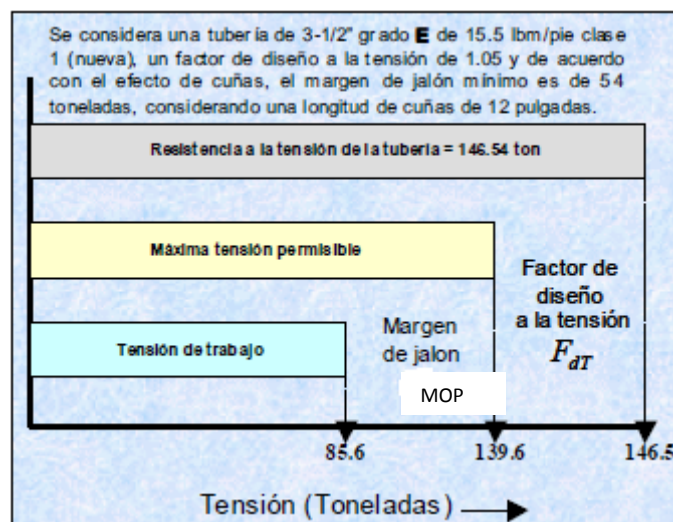 Se considera una tubería de 3-1/2" grado E de 15.5 lbm/pie clase
1 (nueva), un factor de diseño a la tensión de 1.05 y de acuerdo
con el efecto de cuñas, el margen de jalón mínimo es de 54
toneladas, considerando una longitud de cuñas de 12 pulgadas.
Resistencia a la tensión de la tubería = 146.54 ton
Máxima tensión permisible
Tensión de trabajo
Margen
de jalon
MOP
Factor de
diseño
a la tensión
FdT
85.6
139.6
146.5
Tensión (Toneladas)